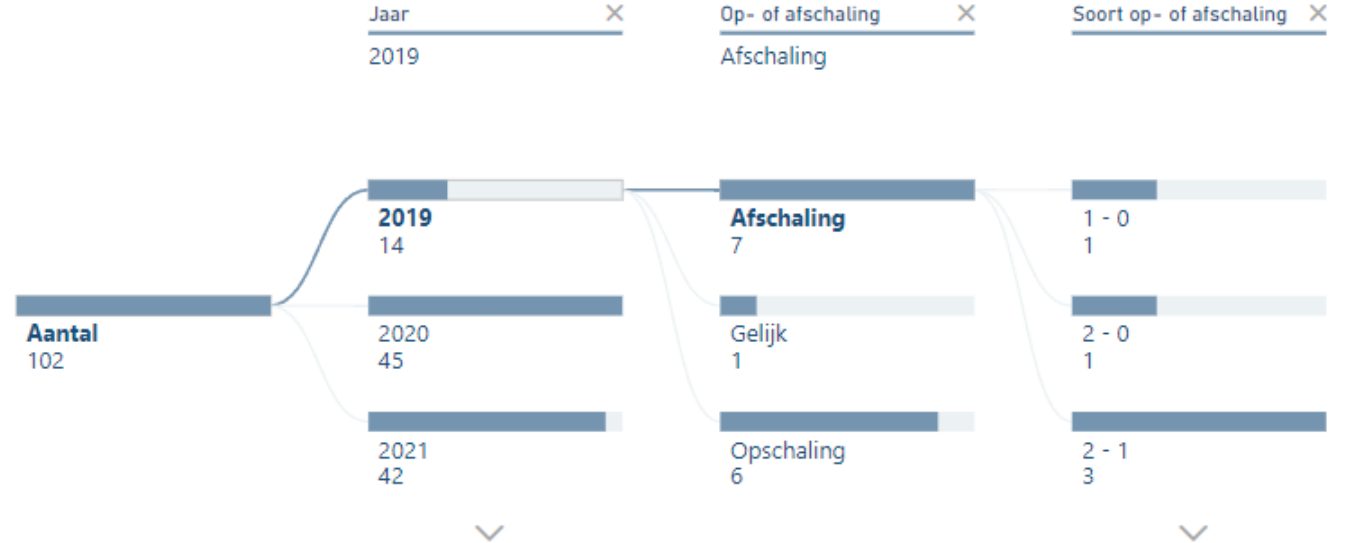 Jaar
Op- of afschaling
Soort op- of afschaling
2019
Afschaling
2019
14
Afschaling
7
1 - 0
1
Aantal
102
2020
45
Gelijk
1
2 - 0
1
2021
42
Opschaling
6
2 - 1
3